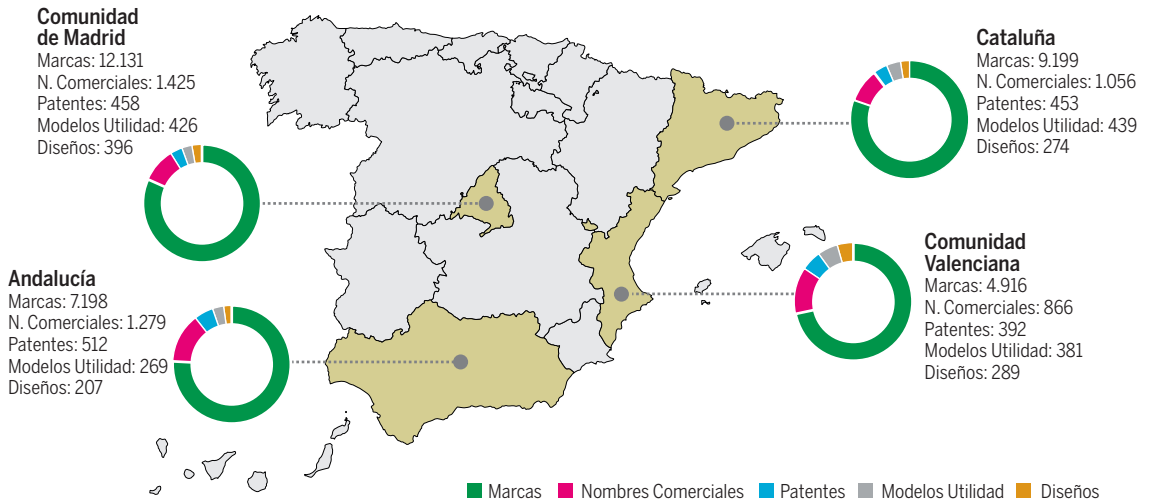 Comunidad
de Madrid
Marcas: 12.131
N. Comerciales: 1.425
Patentes: 458
Modelos Utilidad: 426
Diseños: 396
Cataluña
Marcas: 9.199
N. Comerciales: 1.056
Patentes: 453
Modelos Utilidad: 439
Diseños: 274
Andalucía
Marcas: 7.198
N. Comerciales: 1.279
Patentes: 512
Modelos Utilidad: 269
Diseños: 207
Comunidad
Valenciana
Marcas: 4.916
N. Comerciales: 866
Patentes: 392
Modelos Utilidad: 381
Diseños: 289
Marcas Nombres Comerciales Patentes Modelos Utilidad Diseños